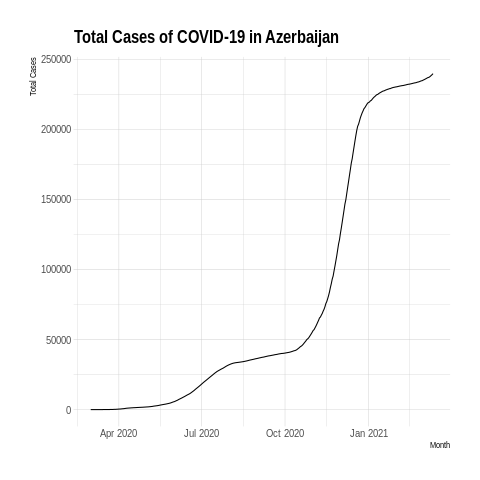 Total Cases of COVID-19 in Azerbaijan
Total Cases
250000
200000
150000
100000
50000
0
Apr 2020 Jul 2020 Oct 2020 Jan 2021
Month